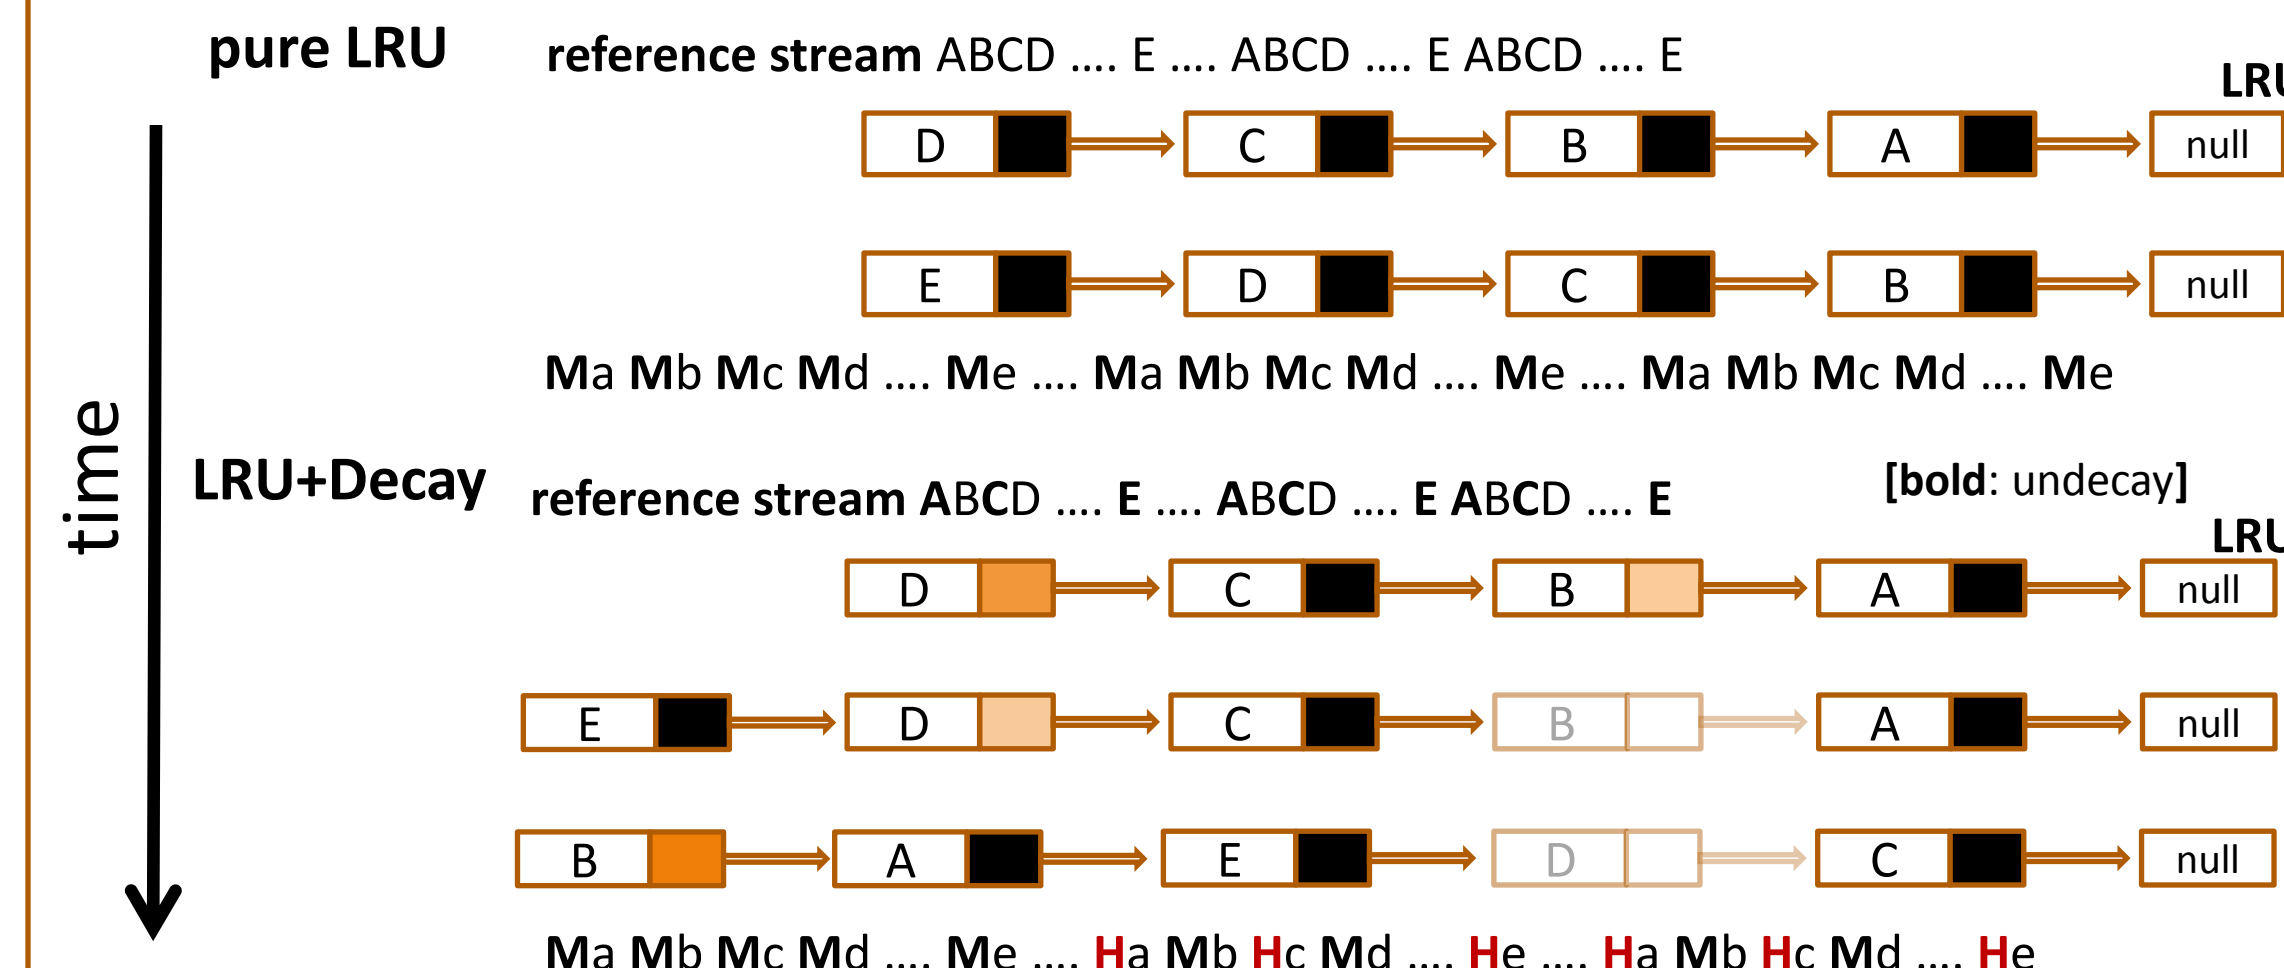 pure LRU
reference stream ABCD .... E .... ABCD .... E ABCD .... E
LRU
D C B A null
E D C B null
Ma Mb Mc Md .... Me .... Ma Mb Mc Md .... Me .... Ma Mb Mc Md .... Me
time
LRU+Decay
reference stream ABCD .... E .... ABCD .... E ABCD .... E
[bold: undecay]
LRU
D C B A null
E D C B A null
B A E D C null
Ma Mb Mc Md .... Me .... Ha Mb Hc Md .... He .... Ha Mb Hc Md .... He